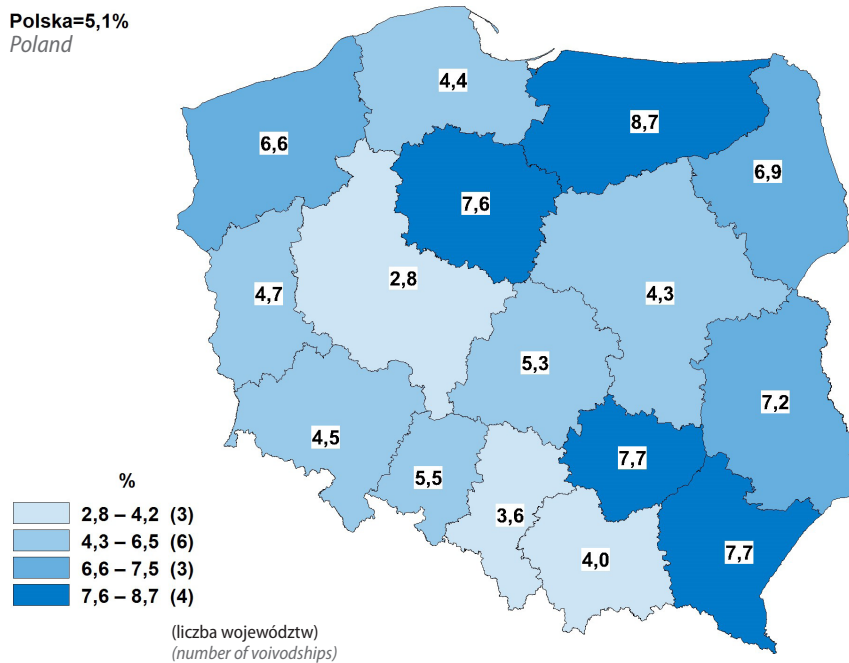 Polska=5,1%
Poland
4,4
8,7
6,6
6,9
7,6
2,8
4,7
4,3
5,3
7,2
4,5
5,5
7,7
3,6
4,0
7,7
%
2,8 – 4,2 (3)
4,3 – 6,5 (6)
6,6 – 7,5 (3)
7,6 – 8,7 (4)
(liczba województw)
(number of voivodships)